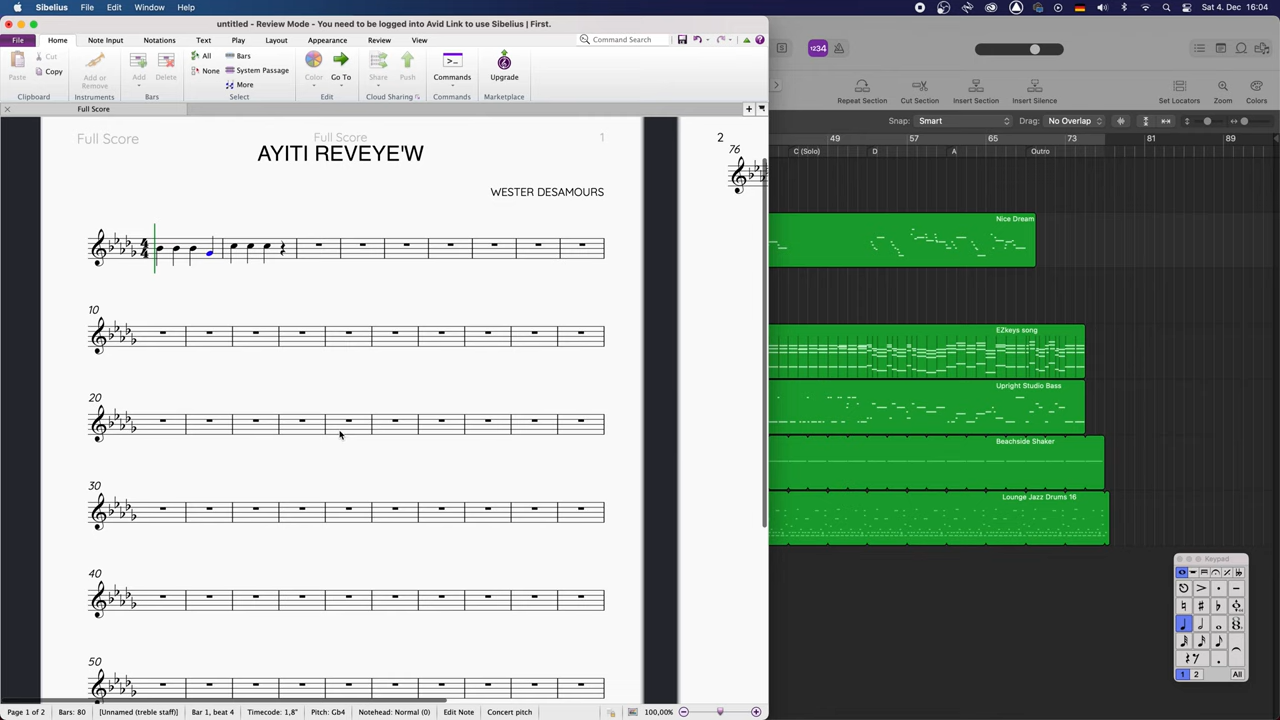 Sibelius File Edit Window Help
Sat 4. Dec 16:04
untitled - Review Mode - You need to be logged into Avid Link to use Sibelius | First.
File Home Note Input Notations Text Play Layout Appearance Review View
Command Search
Paste Cut Copy
Clipboard
Add or Remove
Instruments
Add Delete
Bars
All Bars
None System Passage
More
Select
Color Go To
Edit
Share Push
Cloud Sharing
Commands
Commands
Upgrade
Marketplace
Full Score
Full Score
Full Score
1
AYITI REVEYE'W
WESTER DESAMOURS
10
20
30
40
50
2
76
Page 1 of 2 Bars: 80 [Unnamed (treble staff)] Bar 1, beat 4 Timecode: 1,8" Pitch: Gb4 Notehead: Normal (0) Edit Note Concert pitch 100,00%
1234
Repeat Section Cut Section Insert Section Insert Silence Set Locators Zoom Colors
Snap: Smart Drag: No Overlap
49 57 65 73 81 89
C (Solo) D A Outro
Nice Dream
EZkeys song
Upright Studio Bass
Beachside Shaker
Lounge Jazz Drums 16
Keypad
1 2 All